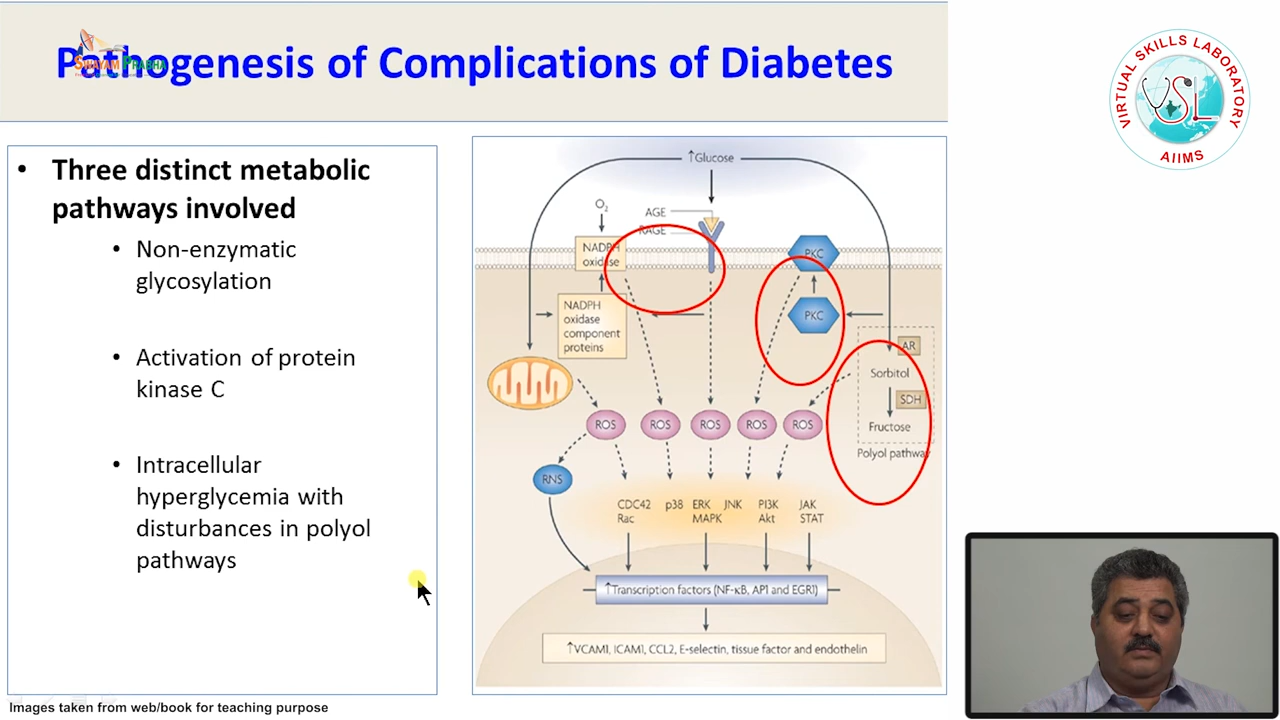 Pathogenesis of Complications of Diabetes
SWAYAM PRABHA
VIRTUAL SKILLS LABORATORY
VSL
AIIMS
• Three distinct metabolic
pathways involved
• Non-enzymatic
glycosylation
• Activation of protein
kinase C
• Intracellular
hyperglycemia with
disturbances in polyol
pathways
↑Glucose
O2
AGE
RAGE
NADPH
oxidase
PKC
NADPH
oxidase
component
proteins
PKC
AR
Sorbitol
SDH
Fructose
Polyol pathway
ROS ROS ROS ROS ROS
RNS
CDC42 p38 ERK JNK PI3K JAK
Rac MAPK Akt STAT
↑Transcription factors (NF-κB, AP1 and EGR1)
↑VCAM1, ICAM1, CCL2, E-selectin, tissue factor and endothelin
Images taken from web/book for teaching purpose